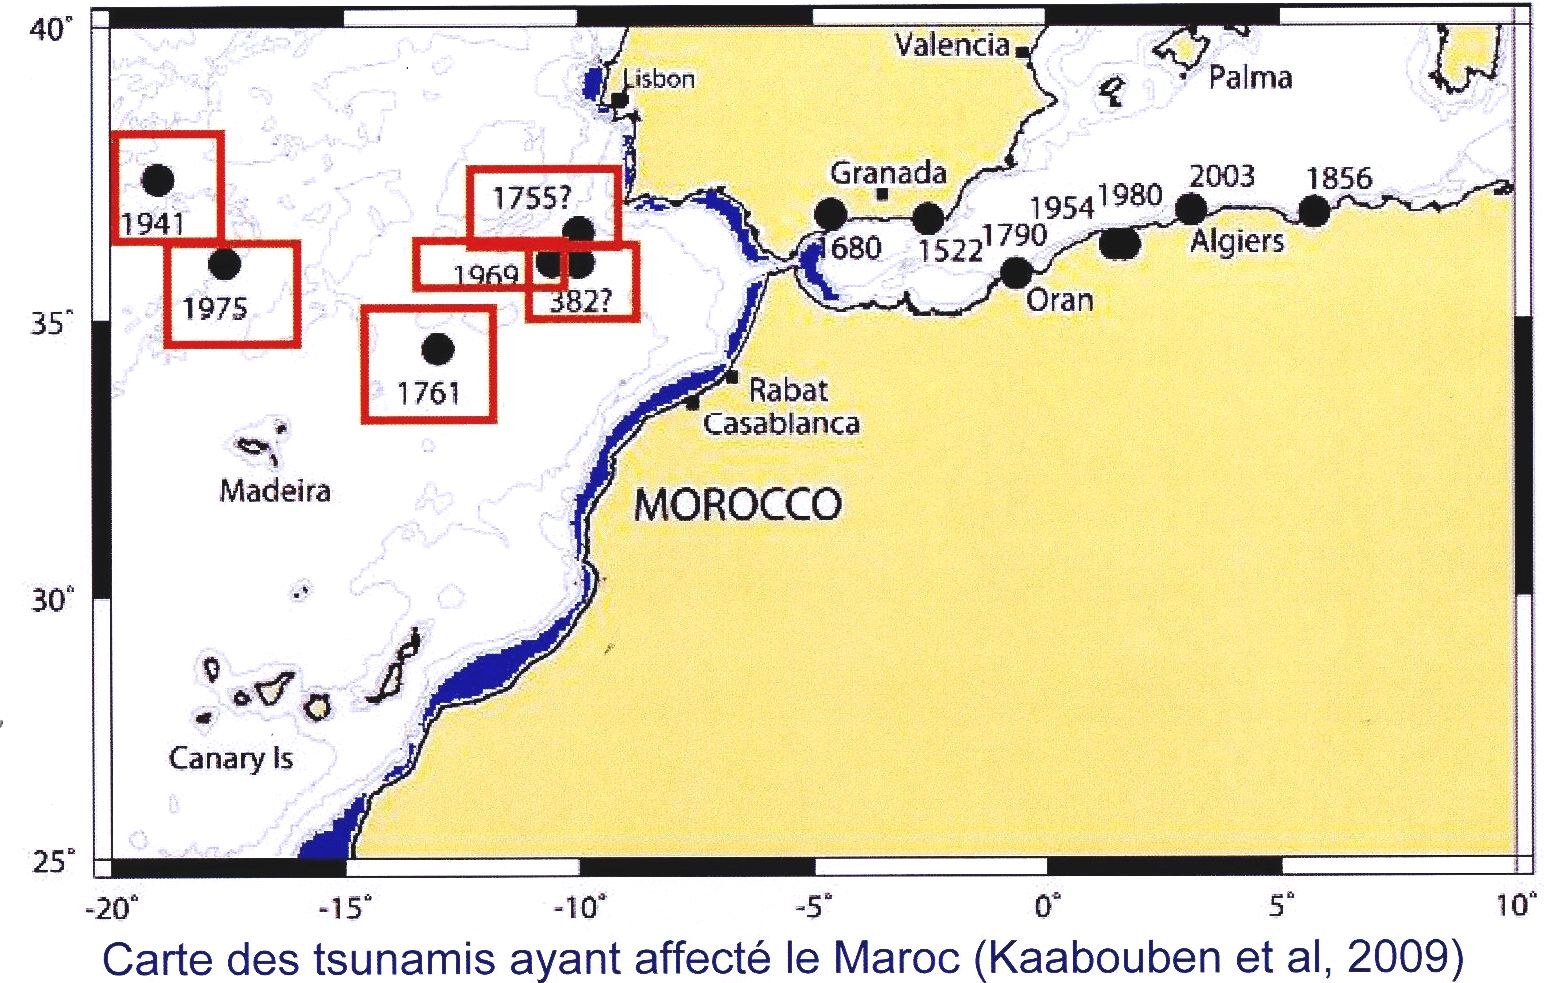 40°
Valencia
Lisbon
Palma
Granada
2003
1856
1980
1954
1755?
1941
1680
1522
1790
Algiers
1969
1975
382?
Oran
35°
1761
Rabat
Casablanca
Madeira
MOROCCO
30°
Canary Is
25°
-20° -15° -10° -5° 0° 5° 10°
Carte des tsunamis ayant affecté le Maroc (Kaabouben et al, 2009)